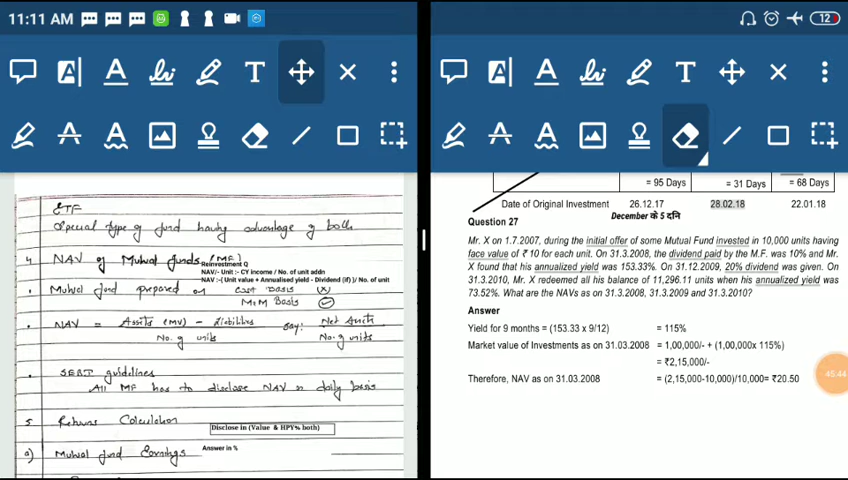 11:11 AM
12
ETF
Special type of fund having advantage of both
4 NAV of Mutual funds (MF)
Reinvestment Q
NAV/- Unit :- CY income / No. of unit addn
NAV :-( Unit value + Annualised yield - Dividend (if) )/ No. of unit
Mutual fund prepared on Cost Basis (X)
MTM Basis
NAV = Assets (MV) - Liabilities say: Net Assets
No. of units No. of units
SEBI guidelines
All MF has to disclose NAV on daily basis
5 Returns Calculation
Disclose in (Value & HPY% both)
a) Mutual fund Earnings
Answer in %
= 95 Days = 31 Days = 68 Days
Date of Original Investment 26.12.17 28.02.18 22.01.18
December के 5 दिन
Question 27
Mr. X on 1.7.2007, during the initial offer of some Mutual Fund invested in 10,000 units having
face value of ₹ 10 for each unit. On 31.3.2008, the dividend paid by the M.F. was 10% and Mr.
X found that his annualized yield was 153.33%. On 31.12.2009, 20% dividend was given. On
31.3.2010, Mr. X redeemed all his balance of 11,296.11 units when his annualized yield was
73.52%. What are the NAVs as on 31.3.2008, 31.3.2009 and 31.3.2010?
Answer
Yield for 9 months = (153.33 x 9/12) = 115%
Market value of Investments as on 31.03.2008 = 1,00,000/- + (1,00,000x 115%)
= ₹2,15,000/-
Therefore, NAV as on 31.03.2008 = (2,15,000-10,000)/10,000= ₹20.50
45:44